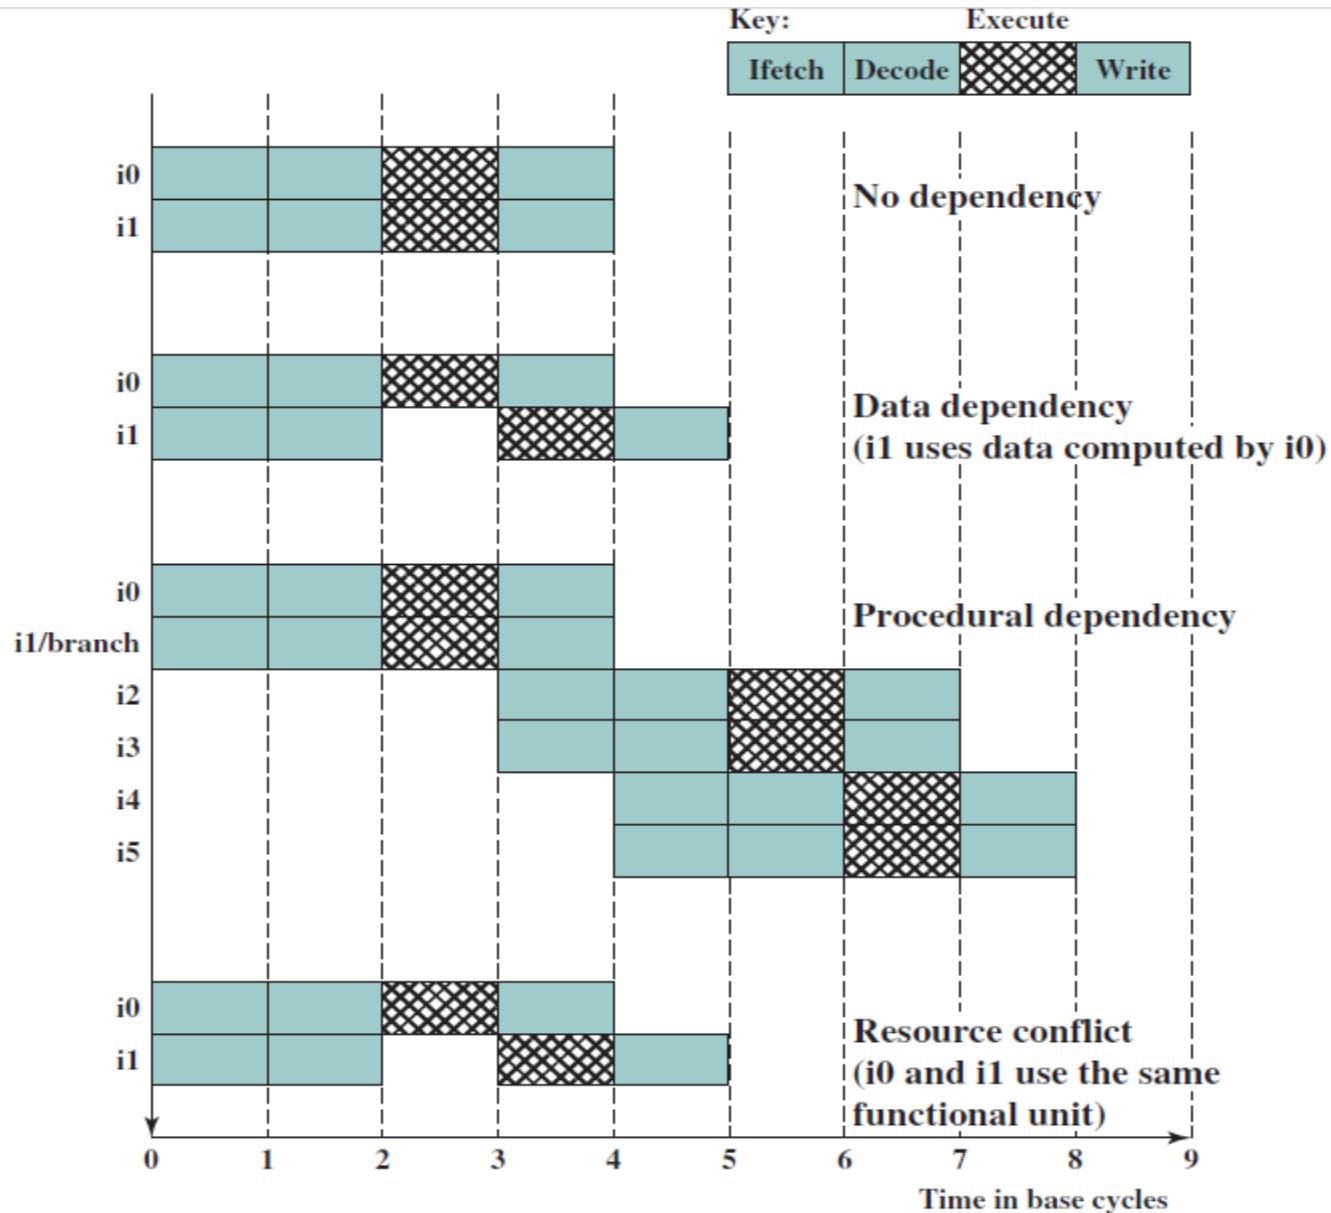 Key: Execute
Ifetch Decode Write
i0
i1
No dependency
i0
i1
Data dependency
(i1 uses data computed by i0)
i0
i1/branch
i2
i3
i4
i5
Procedural dependency
i0
i1
Resource conflict
(i0 and i1 use the same
functional unit)
0 1 2 3 4 5 6 7 8 9
Time in base cycles